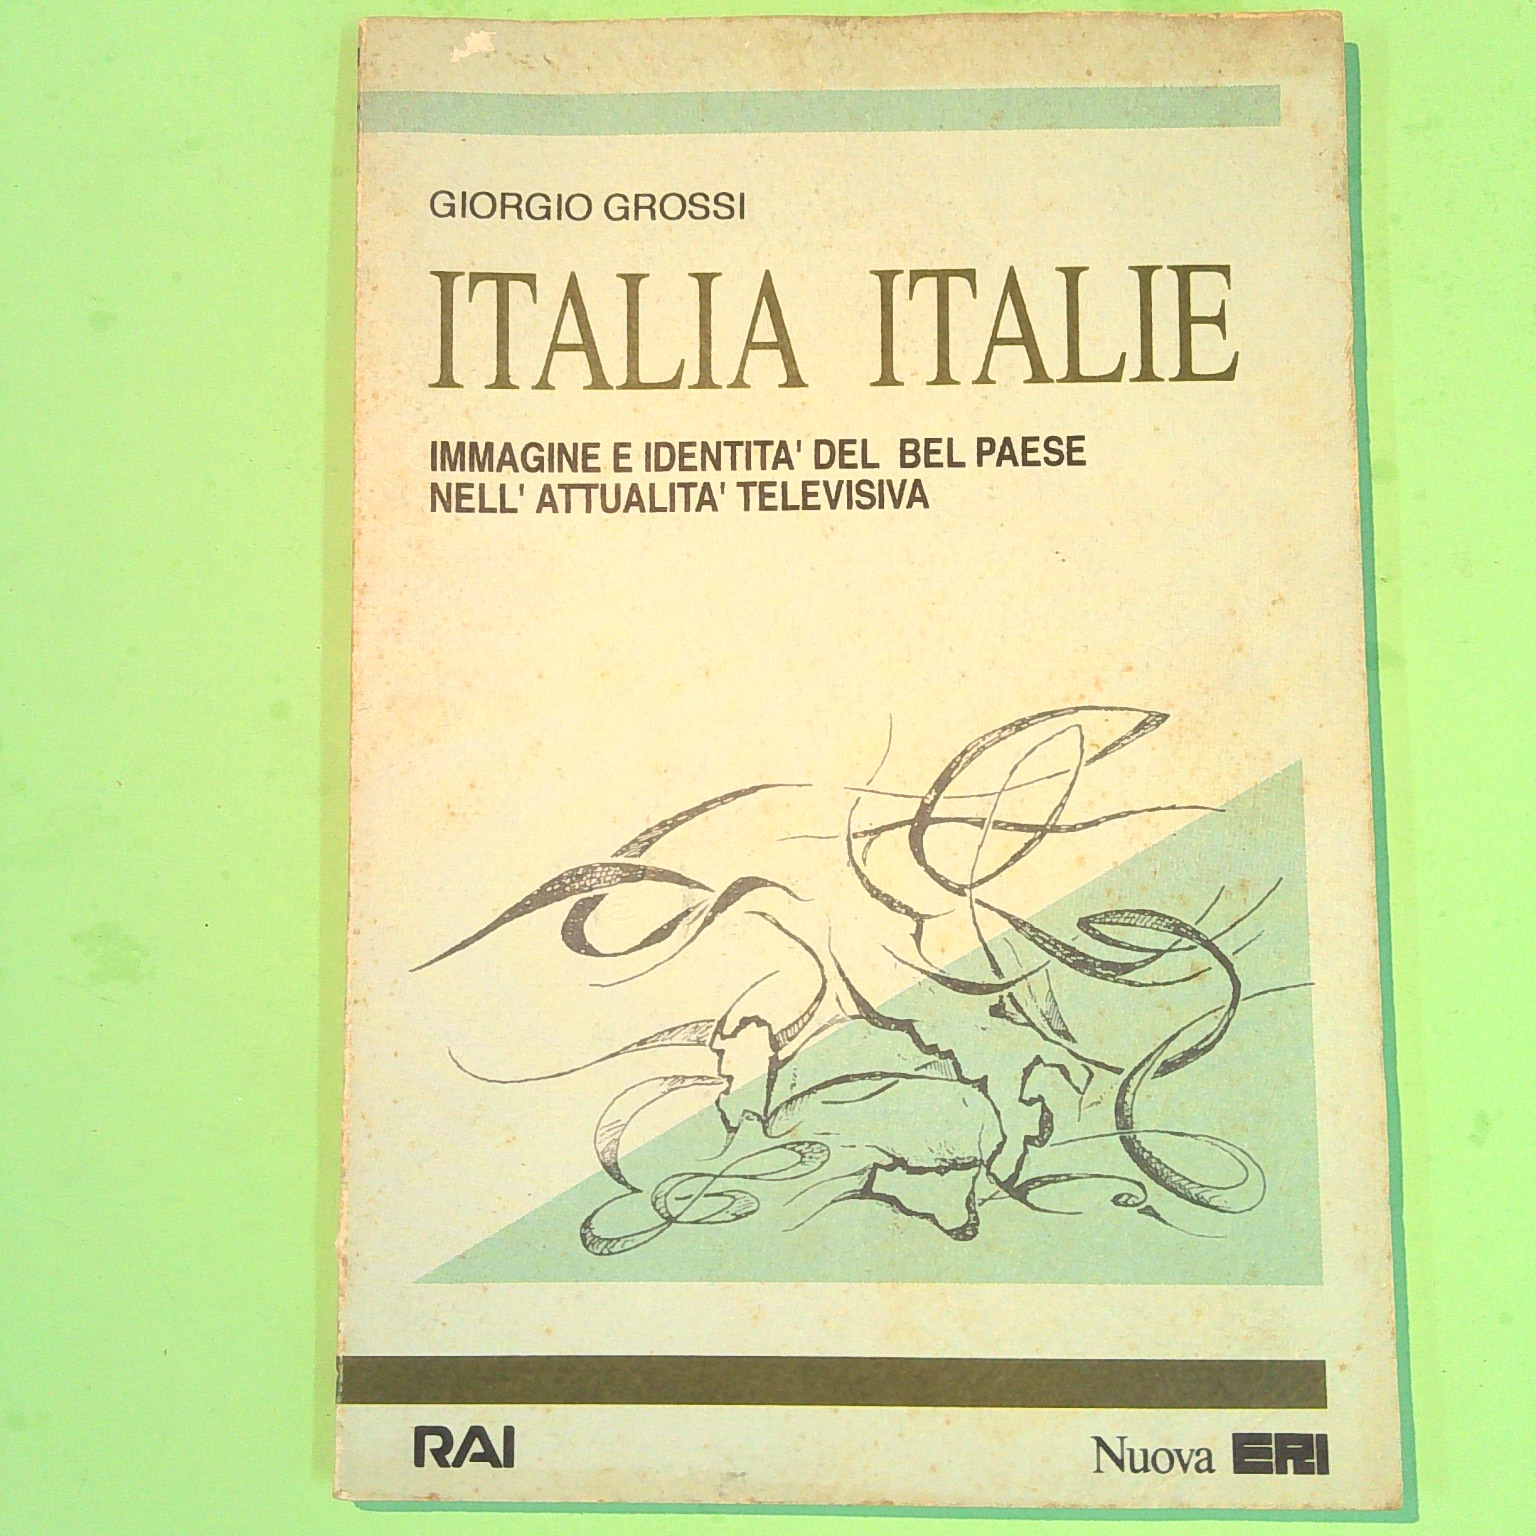 GIORGIO GROSSI
ITALIA ITALIE
IMMAGINE E IDENTITA' DEL BEL PAESE
NELL' ATTUALITA' TELEVISIVA
RAI
Nuova ERI